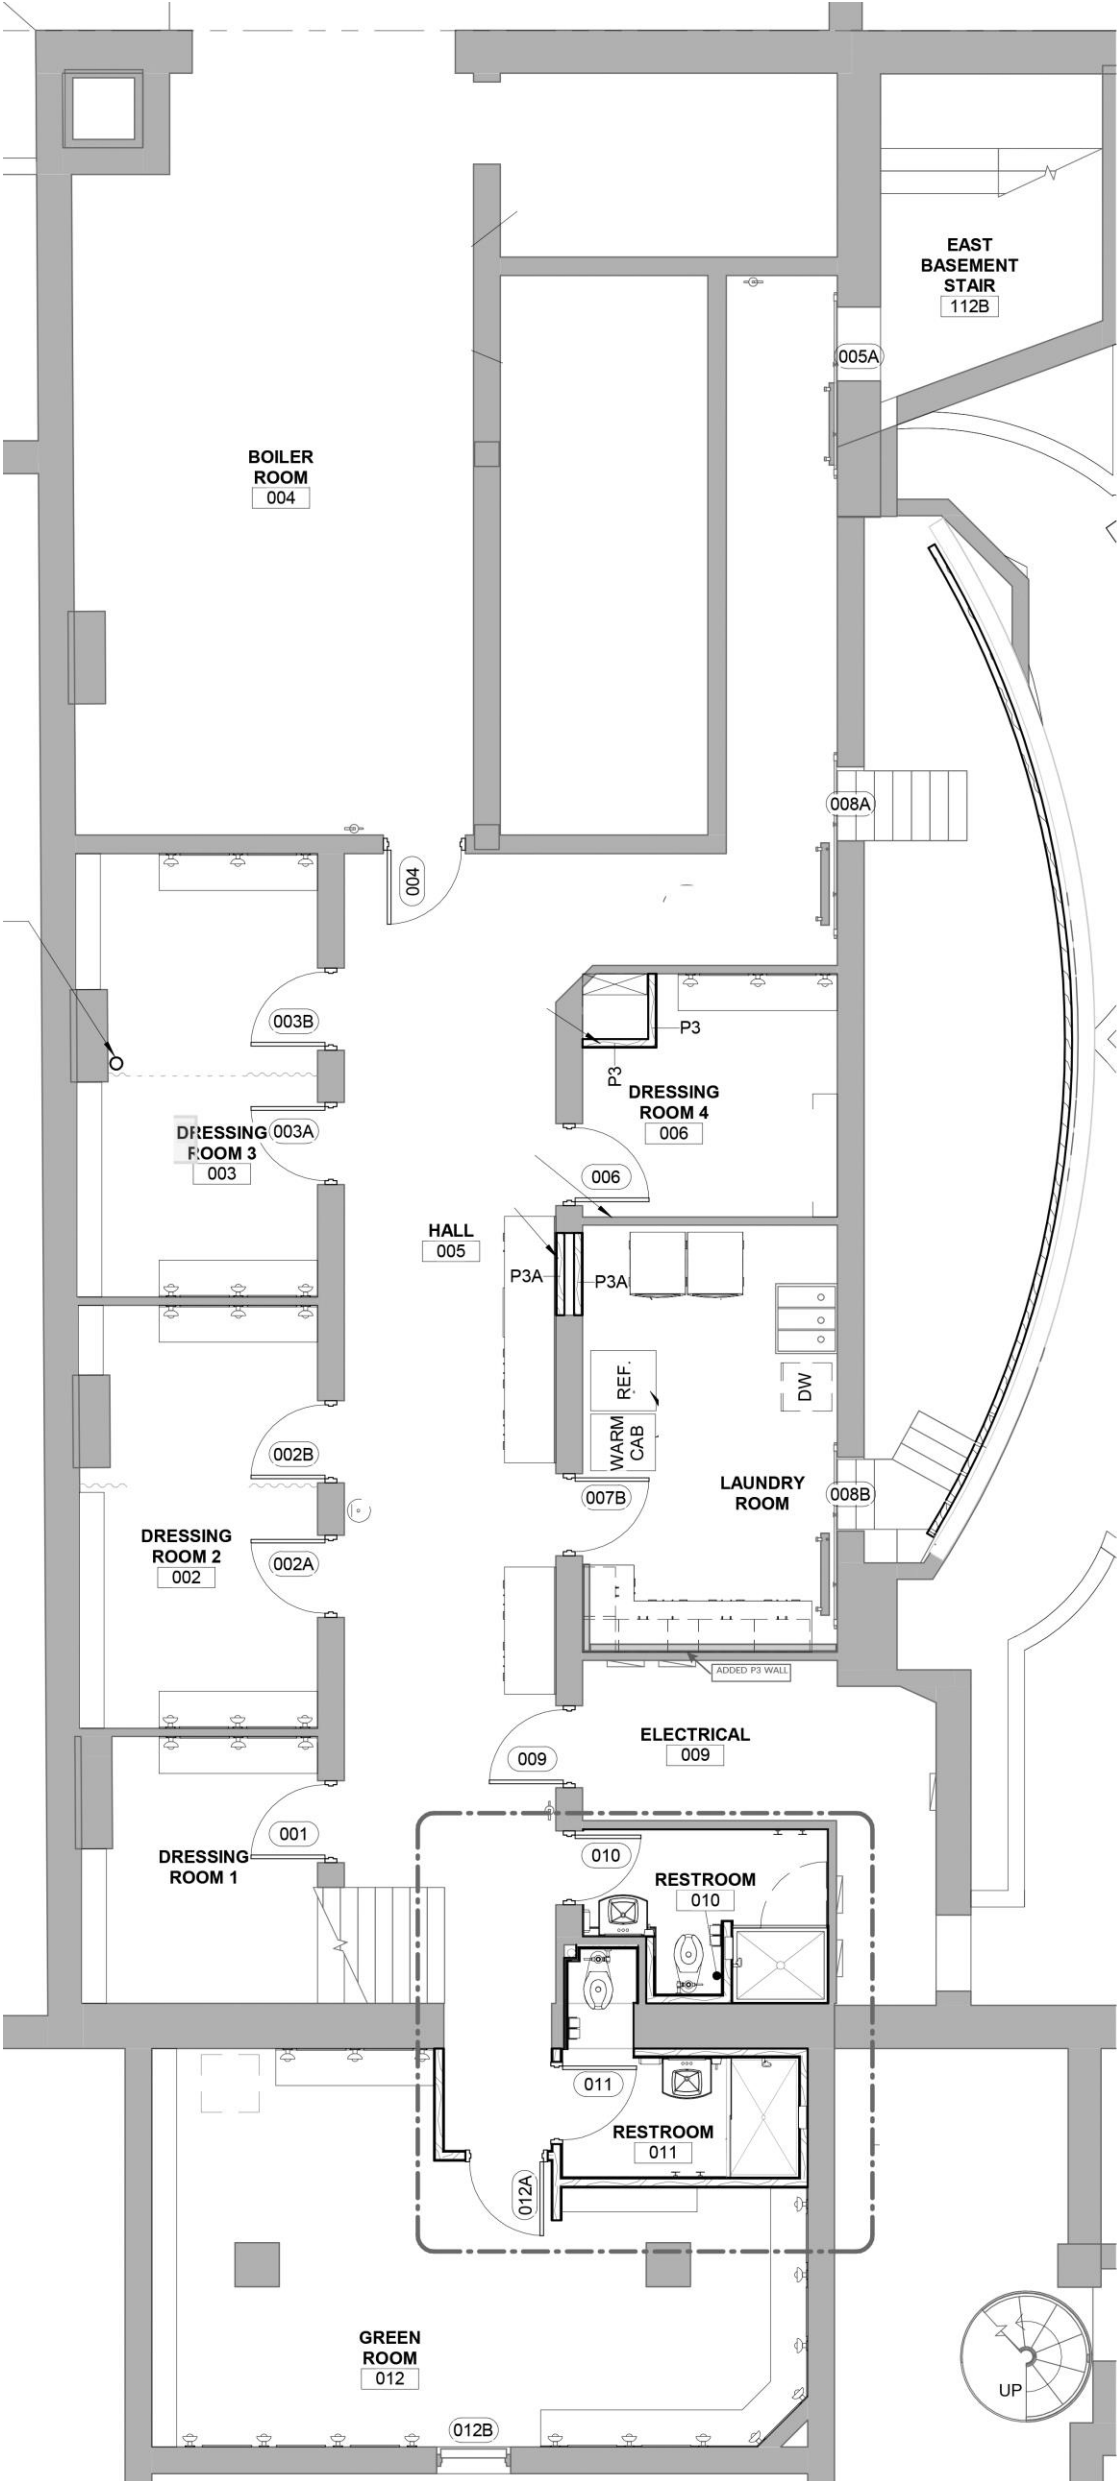 EAST
BASEMENT
STAIR
112B
005A
BOILER
ROOM
004
008A
004
003B
P3
P3
DRESSING
ROOM 4
006
DRESSING
ROOM 3
003
003A
006
HALL
005
P3A
P3A
REF.
DW
WARM
CAB
002B
LAUNDRY
ROOM
007B
008B
DRESSING
ROOM 2
002
002A
ADDED P3 WALL
ELECTRICAL
009
009
001
DRESSING
ROOM 1
010
RESTROOM
010
011
RESTROOM
011
012A
GREEN
ROOM
012
UP
012B